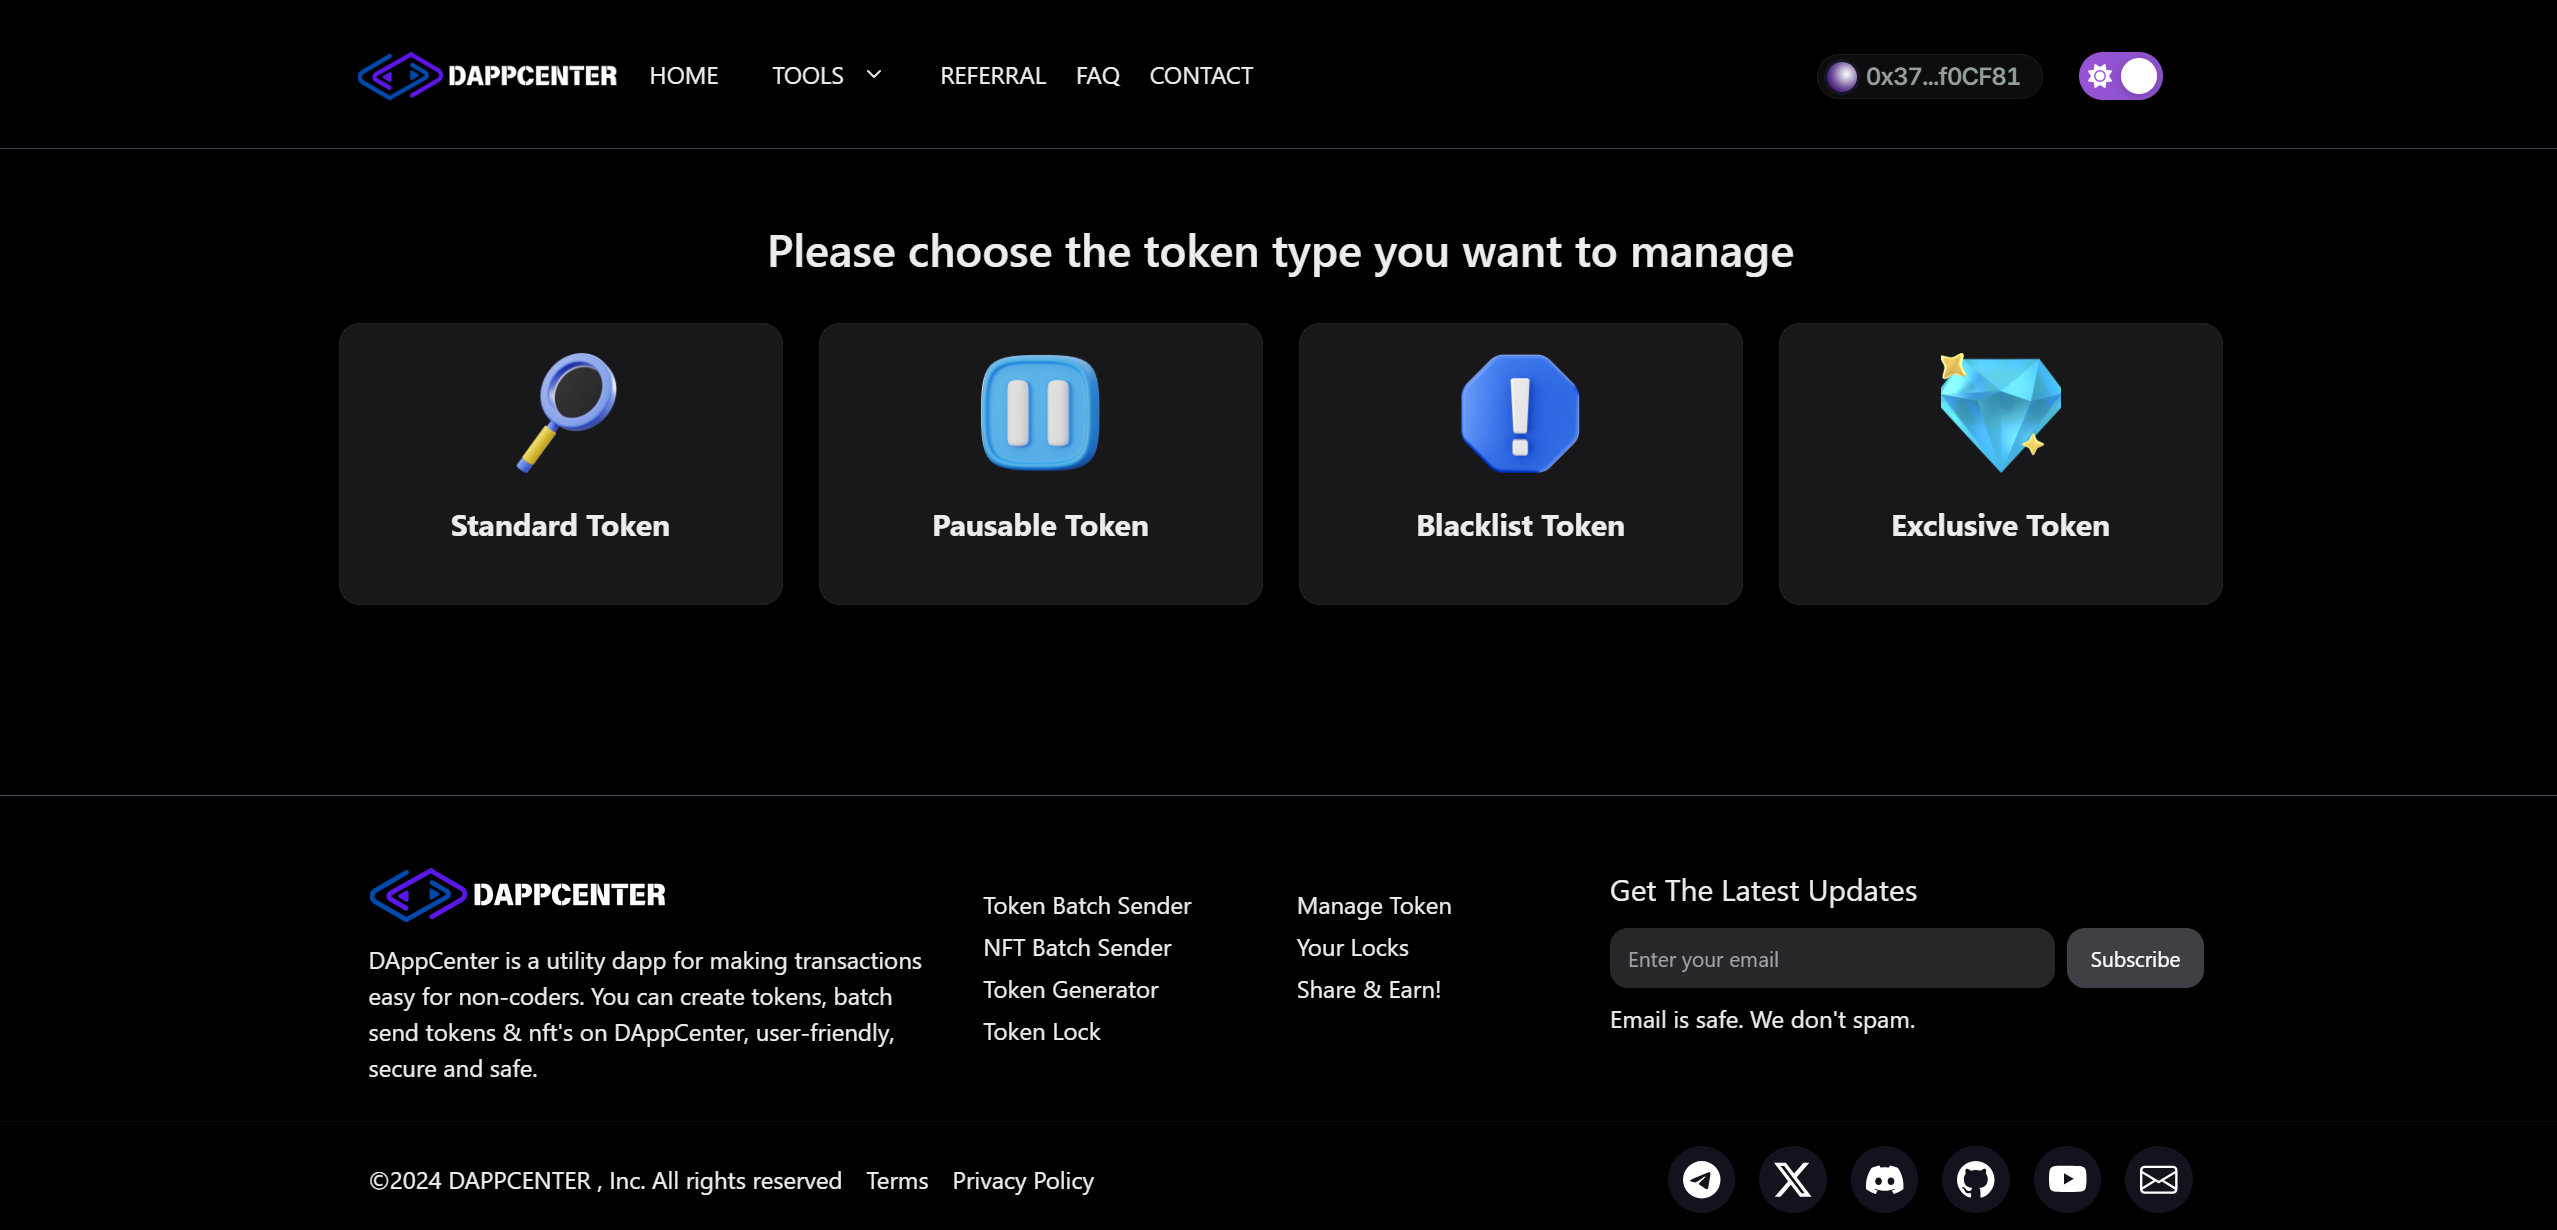 DAPPCENTER HOME TOOLS REFERRAL FAQ CONTACT 0x37...f0CF81
Please choose the token type you want to manage
Standard Token
Pausable Token
Blacklist Token
Exclusive Token
DAPPCENTER
DAppCenter is a utility dapp for making transactions
easy for non-coders. You can create tokens, batch
send tokens & nft's on DAppCenter, user-friendly,
secure and safe.
Token Batch Sender
NFT Batch Sender
Token Generator
Token Lock
Manage Token
Your Locks
Share & Earn!
Get The Latest Updates
Enter your email Subscribe
Email is safe. We don't spam.
©2024 DAPPCENTER , Inc. All rights reserved Terms Privacy Policy